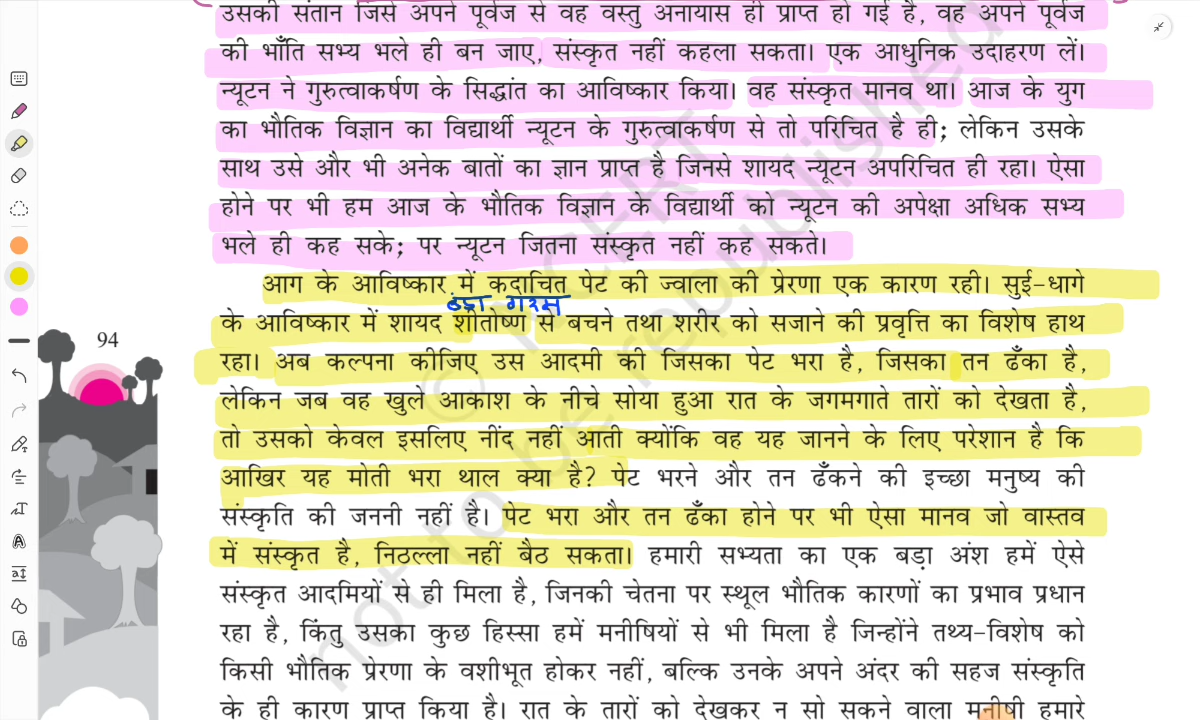 उसकी संतान जिसे अपने पूर्वज से वह वस्तु अनायास ही प्राप्त हो गई है, वह अपने पूर्वज
की भाँति सभ्य भले ही बन जाए, संस्कृत नहीं कहला सकता। एक आधुनिक उदाहरण लें।
न्यूटन ने गुरुत्वाकर्षण के सिद्धांत का आविष्कार किया। वह संस्कृत मानव था। आज के युग
का भौतिक विज्ञान का विद्यार्थी न्यूटन के गुरुत्वाकर्षण से तो परिचित है ही; लेकिन उसके
साथ उसे और भी अनेक बातों का ज्ञान प्राप्त है जिनसे शायद न्यूटन अपरिचित ही रहा। ऐसा
होने पर भी हम आज के भौतिक विज्ञान के विद्यार्थी को न्यूटन की अपेक्षा अधिक सभ्य
भले ही कह सके; पर न्यूटन जितना संस्कृत नहीं कह सकते।
आग के आविष्कार में कदाचित पेट की ज्वाला की प्रेरणा एक कारण रही। सुई-धागे
ठंडा गरम
के आविष्कार में शायद शीतोष्ण से बचने तथा शरीर को सजाने की प्रवृत्ति का विशेष हाथ
94
रहा। अब कल्पना कीजिए उस आदमी की जिसका पेट भरा है, जिसका तन ढँका है,
लेकिन जब वह खुले आकाश के नीचे सोया हुआ रात के जगमगाते तारों को देखता है,
तो उसको केवल इसलिए नींद नहीं आती क्योंकि वह यह जानने के लिए परेशान है कि
आखिर यह मोती भरा थाल क्या है? पेट भरने और तन ढँकने की इच्छा मनुष्य की
संस्कृति की जननी नहीं है। पेट भरा और तन ढँका होने पर भी ऐसा मानव जो वास्तव
में संस्कृत है, निठल्ला नहीं बैठ सकता। हमारी सभ्यता का एक बड़ा अंश हमें ऐसे
संस्कृत आदमियों से ही मिला है, जिनकी चेतना पर स्थूल भौतिक कारणों का प्रभाव प्रधान
रहा है, किंतु उसका कुछ हिस्सा हमें मनीषियों से भी मिला है जिन्होंने तथ्य-विशेष को
किसी भौतिक प्रेरणा के वशीभूत होकर नहीं, बल्कि उनके अपने अंदर की सहज संस्कृति
के ही कारण प्राप्त किया है। रात के तारों को देखकर न सो सकने वाला मनीषी हमारे
© NCERT
not to be republished